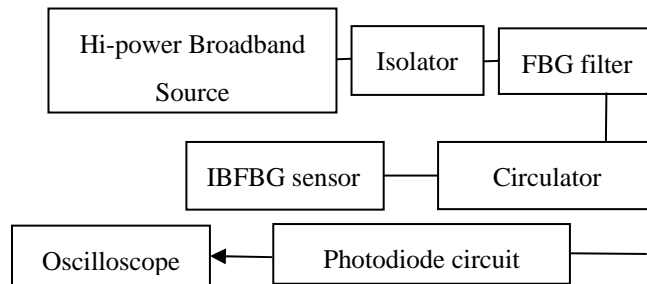 Hi-power Broadband
Source
Isolator
FBG filter
IBFBG sensor
Circulator
Oscilloscope
Photodiode circuit